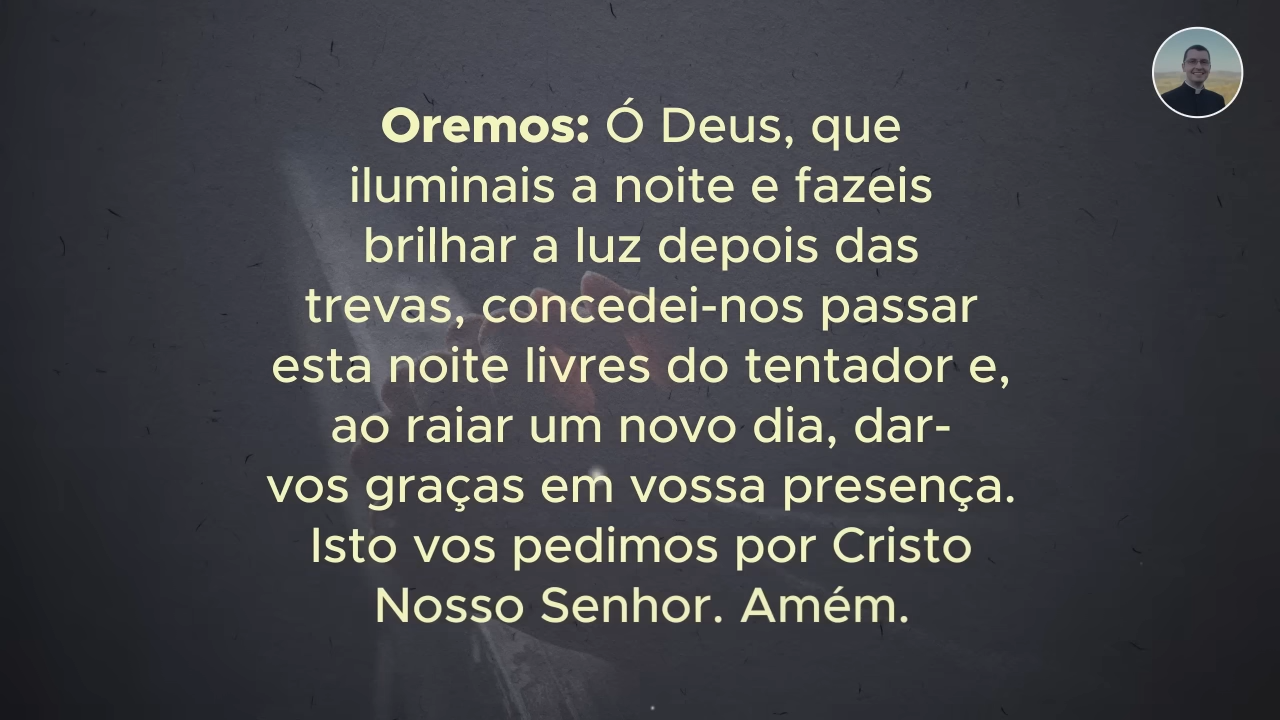 Oremos: Ó Deus, que
iluminais a noite e fazeis
brilhar a luz depois das
trevas, concedei-nos passar
esta noite livres do tentador e,
ao raiar um novo dia, dar-
vos graças em vossa presença.
Isto vos pedimos por Cristo
Nosso Senhor. Amém.